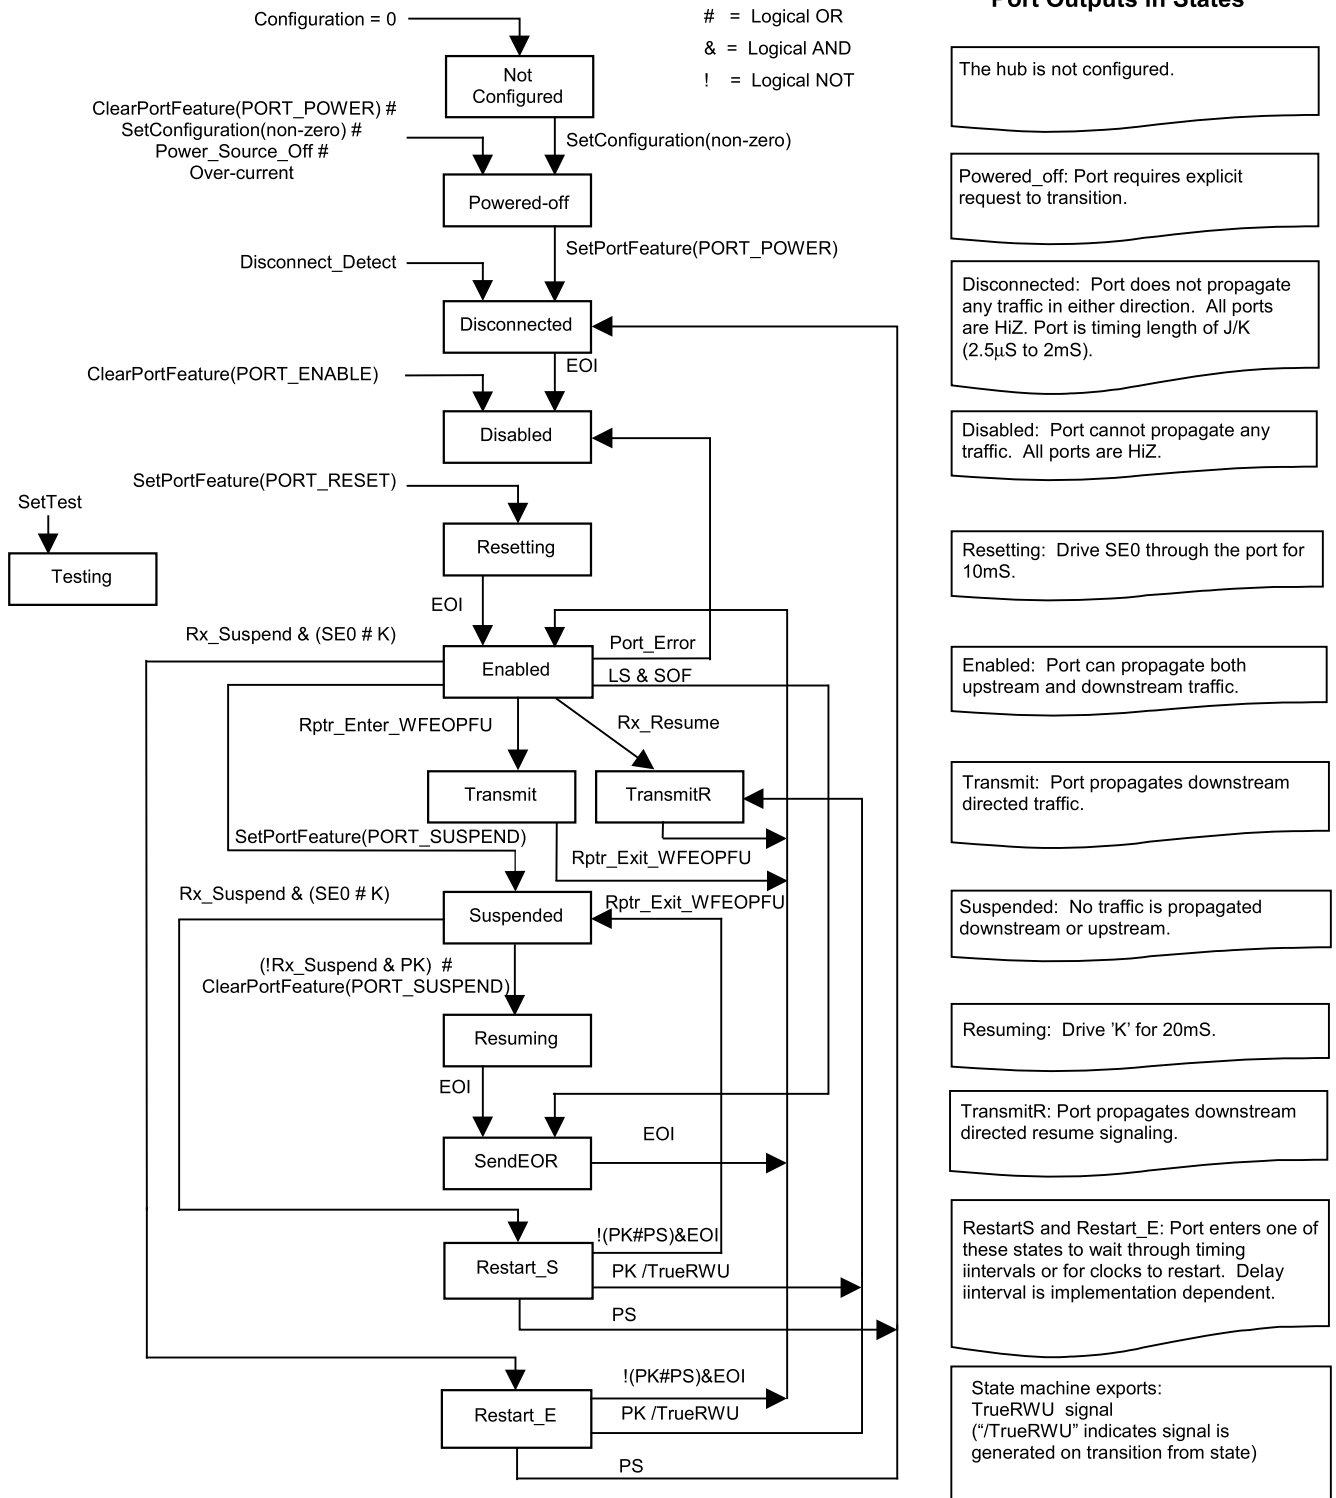 Port Outputs in States
Configuration = 0
# = Logical OR
& = Logical AND
! = Logical NOT
Not
Configured
ClearPortFeature(PORT_POWER) #
SetConfiguration(non-zero) #
Power_Source_Off #
Over-current
SetConfiguration(non-zero)
Powered-off
SetPortFeature(PORT_POWER)
Disconnect_Detect
Disconnected
EOI
ClearPortFeature(PORT_ENABLE)
Disabled
SetPortFeature(PORT_RESET)
SetTest
Testing
Resetting
EOI
Rx_Suspend & (SE0 # K)
Enabled
Port_Error
LS & SOF
Rptr_Enter_WFEOPFU
Rx_Resume
Transmit
TransmitR
SetPortFeature(PORT_SUSPEND)
Rptr_Exit_WFEOPFU
Rx_Suspend & (SE0 # K)
Rptr_Exit_WFEOPFU
Suspended
(!Rx_Suspend & PK) #
ClearPortFeature(PORT_SUSPEND)
Resuming
EOI
EOI
SendEOR
!(PK#PS)&EOI
Restart_S
PK /TrueRWU
PS
!(PK#PS)&EOI
Restart_E
PK /TrueRWU
PS
The hub is not configured.
Powered_off: Port requires explicit
request to transition.
Disconnected: Port does not propagate
any traffic in either direction. All ports
are HiZ. Port is timing length of J/K
(2.5µS to 2mS).
Disabled: Port cannot propagate any
traffic. All ports are HiZ.
Resetting: Drive SE0 through the port for
10mS.
Enabled: Port can propagate both
upstream and downstream traffic.
Transmit: Port propagates downstream
directed traffic.
Suspended: No traffic is propagated
downstream or upstream.
Resuming: Drive ’K’ for 20mS.
TransmitR: Port propagates downstream
directed resume signaling.
RestartS and Restart_E: Port enters one of
these states to wait through timing
iintervals or for clocks to restart. Delay
iinterval is implementation dependent.
State machine exports:
TrueRWU signal
(“/TrueRWU” indicates signal is
generated on transition from state)